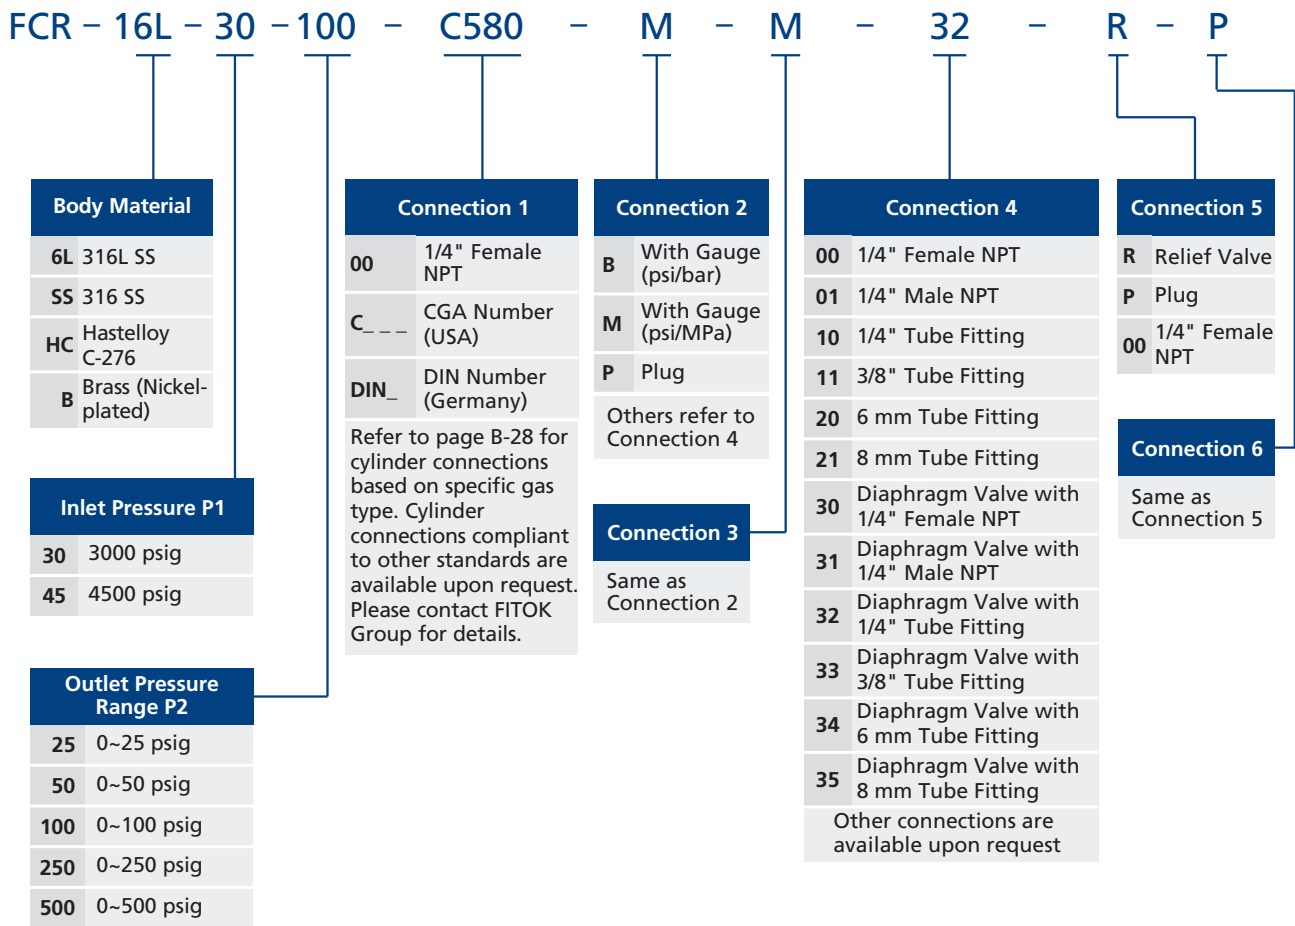 FCR – 16L – 30 – 100 – C580 – M – M – 32 – R – P
Body Material
6L 316L SS
SS 316 SS
HC Hastelloy
C-276
B Brass (Nickel-
plated)
Inlet Pressure P1
30 3000 psig
45 4500 psig
Outlet Pressure
Range P2
25 0~25 psig
50 0~50 psig
100 0~100 psig
250 0~250 psig
500 0~500 psig
Connection 1
00 1/4" Female
NPT
C_ _ _ CGA Number
(USA)
DIN_ DIN Number
(Germany)
Refer to page B-28 for
cylinder connections
based on specific gas
type. Cylinder
connections compliant
to other standards are
available upon request.
Please contact FITOK
Group for details.
Connection 2
B With Gauge
(psi/bar)
M With Gauge
(psi/MPa)
P Plug
Others refer to
Connection 4
Connection 3
Same as
Connection 2
Connection 4
00 1/4" Female NPT
01 1/4" Male NPT
10 1/4" Tube Fitting
11 3/8" Tube Fitting
20 6 mm Tube Fitting
21 8 mm Tube Fitting
30 Diaphragm Valve with
1/4" Female NPT
31 Diaphragm Valve with
1/4" Male NPT
32 Diaphragm Valve with
1/4" Tube Fitting
33 Diaphragm Valve with
3/8" Tube Fitting
34 Diaphragm Valve with
6 mm Tube Fitting
35 Diaphragm Valve with
8 mm Tube Fitting
Other connections are
available upon request
Connection 5
R Relief Valve
P Plug
00 1/4" Female
NPT
Connection 6
Same as
Connection 5